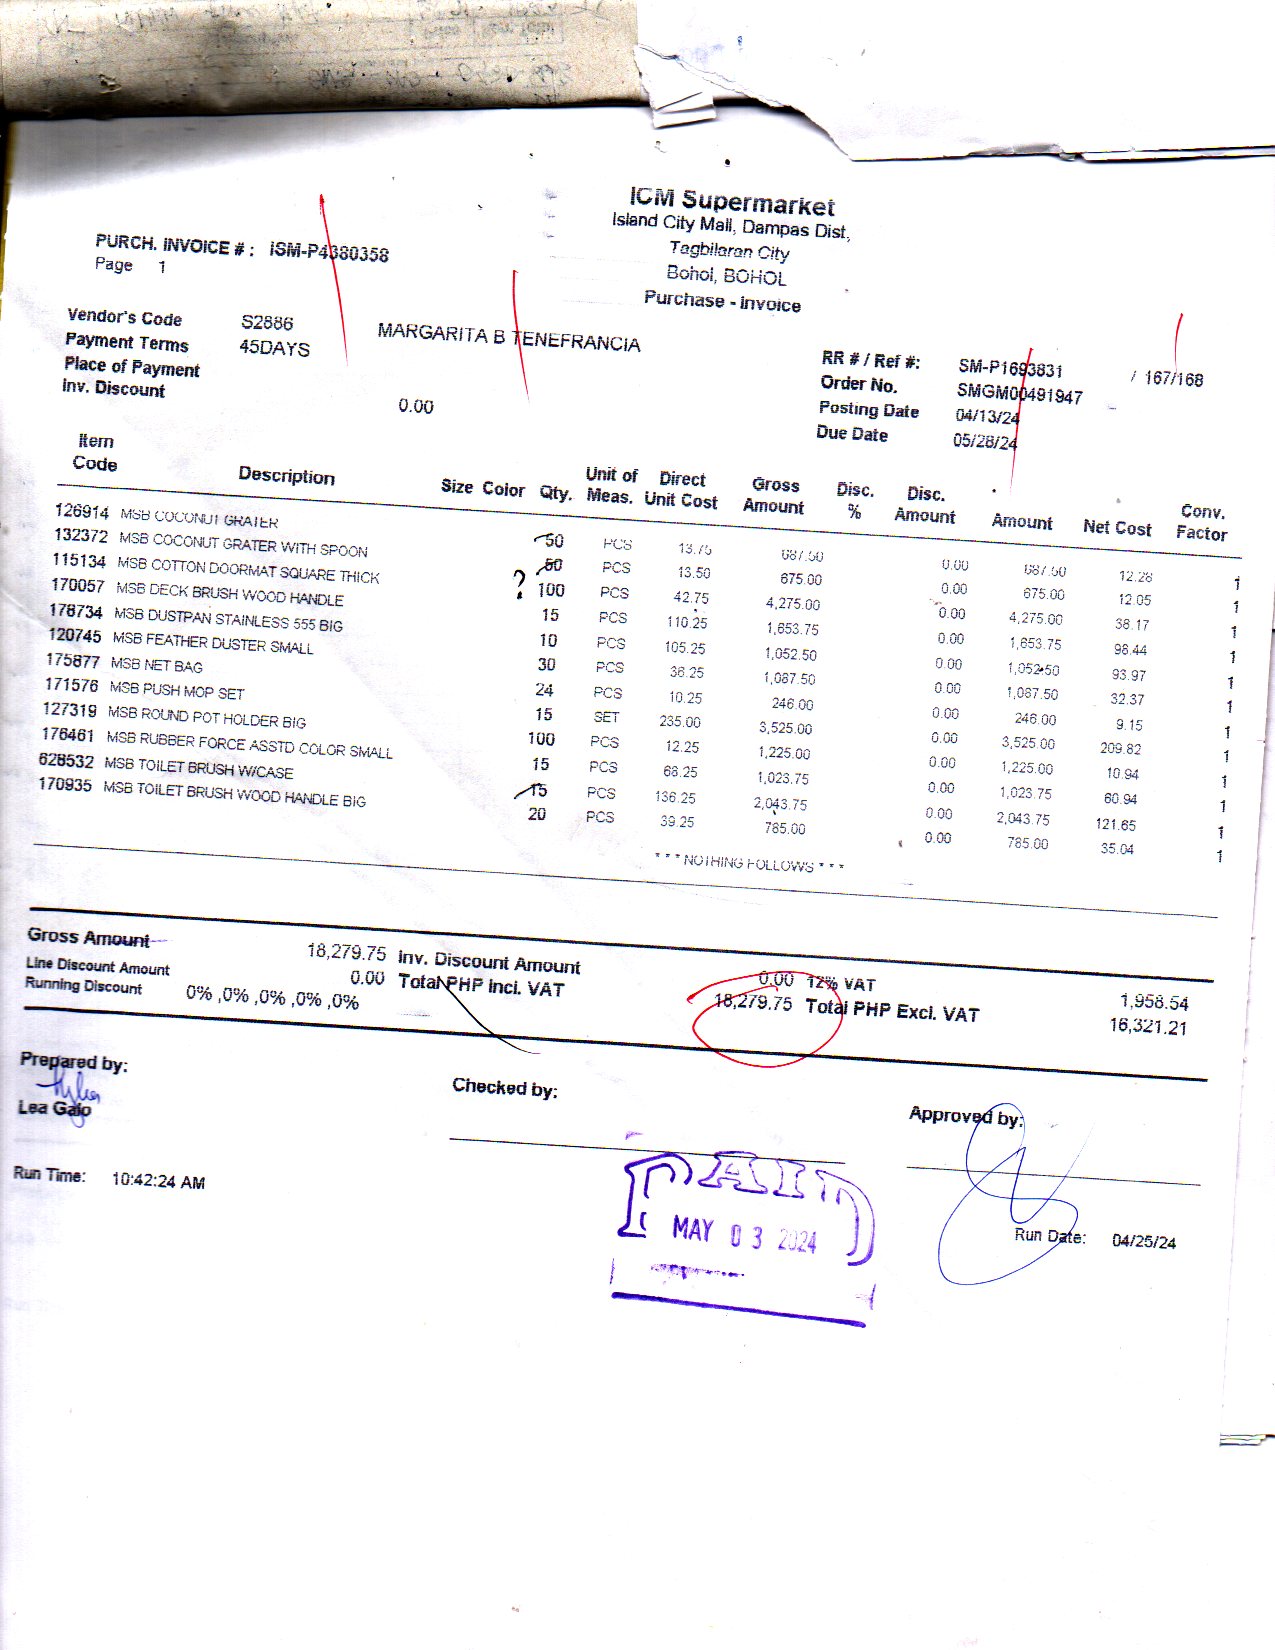 ICM Supermarket
Island City Mall, Dampas Dist,
Tagbilaran City
Bohol, BOHOL
Purchase - Invoice
PURCH. INVOICE # : ISM-P4380358
Page 1
Vendor's Code S2886 MARGARITA B TENEFRANCIA
Payment Terms 45DAYS
Place of Payment
Inv. Discount 0.00
RR # / Ref #: SM-P1693831 / 167/168
Order No. SMGM00491947
Posting Date 04/13/24
Due Date 05/28/24
Item Code Description Size Color Qty. Unit of Meas. Direct Unit Cost Gross Amount Disc. % Disc. Amount Amount Net Cost Conv. Factor
126914 MSB COCONUT GRATER 50 PCS 13.75 687.50 0.00 687.50 12.28 1
132372 MSB COCONUT GRATER WITH SPOON 50 PCS 13.50 675.00 0.00 675.00 12.05 1
115134 MSB COTTON DOORMAT SQUARE THICK ? 100 PCS 42.75 4,275.00 0.00 4,275.00 38.17 1
170057 MSB DECK BRUSH WOOD HANDLE 15 PCS 110.25 1,653.75 0.00 1,653.75 98.44 1
178734 MSB DUSTPAN STAINLESS 555 BIG 10 PCS 105.25 1,052.50 0.00 1,052.50 93.97 1
120745 MSB FEATHER DUSTER SMALL 30 PCS 36.25 1,087.50 0.00 1,087.50 32.37 1
175877 MSB NET BAG 24 PCS 10.25 246.00 0.00 246.00 9.15 1
171576 MSB PUSH MOP SET 15 SET 235.00 3,525.00 0.00 3,525.00 209.82 1
127319 MSB ROUND POT HOLDER BIG 100 PCS 12.25 1,225.00 0.00 1,225.00 10.94 1
176461 MSB RUBBER FORCE ASSTD COLOR SMALL 15 PCS 68.25 1,023.75 0.00 1,023.75 60.94 1
628532 MSB TOILET BRUSH W/CASE 15 PCS 136.25 2,043.75 0.00 2,043.75 121.65 1
170935 MSB TOILET BRUSH WOOD HANDLE BIG 20 PCS 39.25 785.00 0.00 785.00 35.04 1
* * * NOTHING FOLLOWS * * *
Gross Amount 18,279.75 Inv. Discount Amount 0.00 12% VAT 1,958.54
Line Discount Amount 0.00 Total PHP Incl. VAT 18,279.75 Total PHP Excl. VAT 16,321.21
Running Discount 0% ,0% ,0% ,0% ,0%
Prepared by: Checked by: Approved by:
Lea Gajo
PAID
MAY 03 2024
Run Time: 10:42:24 AM
Run Date: 04/25/24